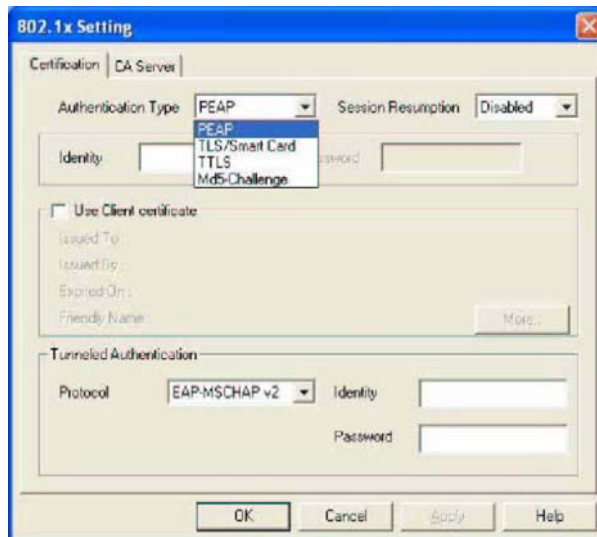 802.1x Setting
Certification CA Server
Authentication Type PEAP Session Resumption Disabled
PEAP
TLS/Smart Card
TTLS
Md5-Challenge
Identity
Use Client certificate
Issued To :
Issued By :
Expired On :
Friendly Name :
More...
Tunneled Authentication
Protocol EAP-MSCHAP v2 Identity
Password
OK Cancel Apply Help